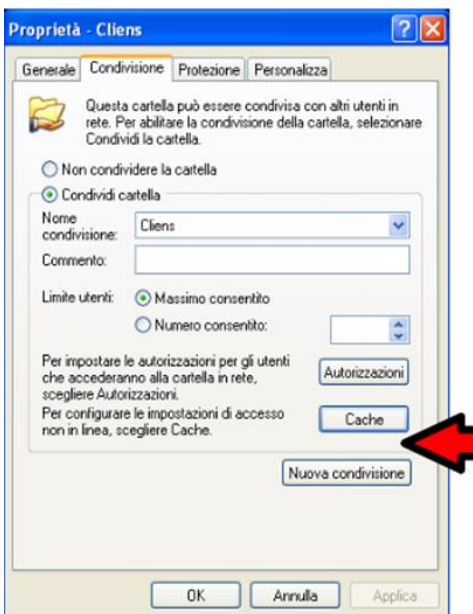 Proprietà - Cliens
Generale Condivisione Protezione Personalizza
Questa cartella può essere condivisa con altri utenti in
rete. Per abilitare la condivisione della cartella, selezionare
Condividi la cartella.
Non condividere la cartella
Condividi cartella
Nome
condivisione:
Cliens
Commento:
Limite utenti:
Massimo consentito
Numero consentito:
Per impostare le autorizzazioni per gli utenti
che accederanno alla cartella in rete,
scegliere Autorizzazioni.
Autorizzazioni
Per configurare le impostazioni di accesso
non in linea, scegliere Cache.
Cache
Nuova condivisione
OK Annulla Applica